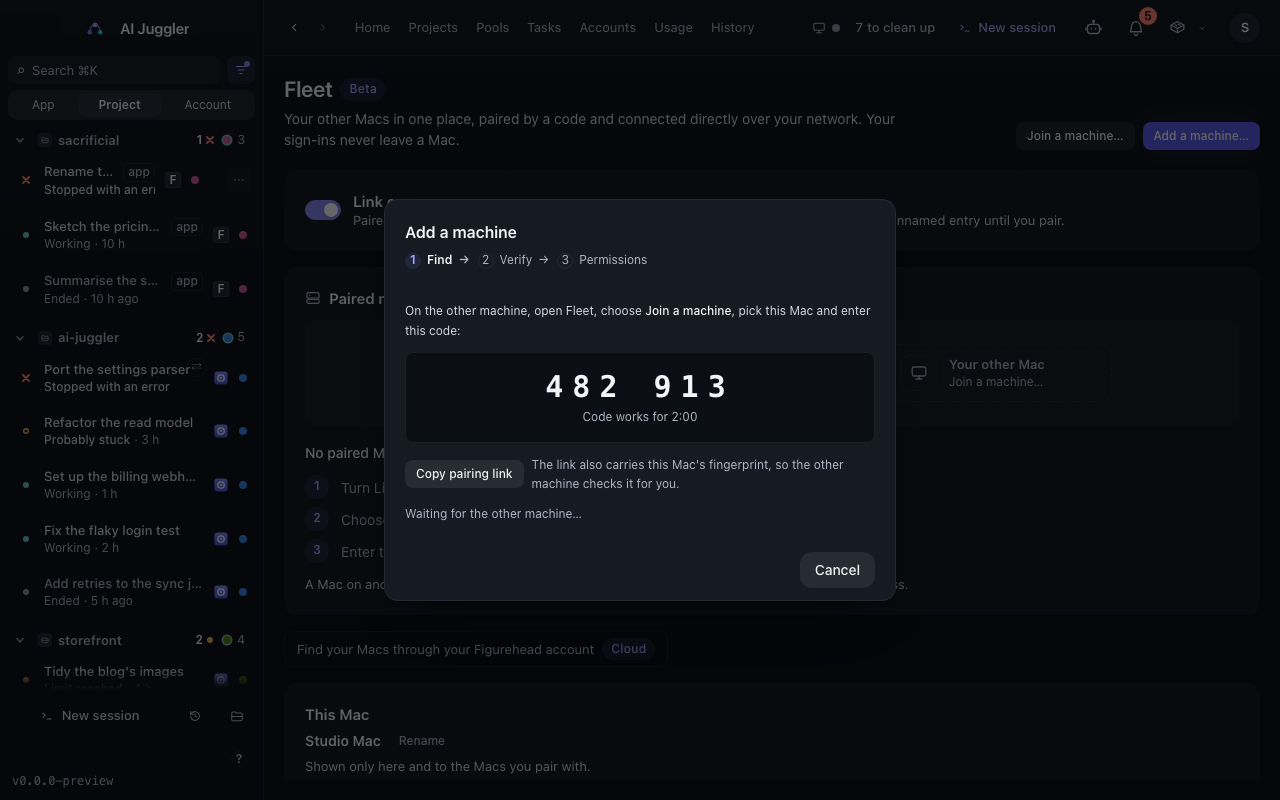 AI Juggler
Search ⌘K
App Project Account
sacrificial 1 3
Rename t... app F
Stopped with an err
Sketch the pricin... app F
Working · 10 h
Summarise the s... app F
Ended · 10 h ago
ai-juggler 2 5
Port the settings parser
Stopped with an error
Refactor the read model
Probably stuck · 3 h
Set up the billing webh...
Working · 1 h
Fix the flaky login test
Working · 2 h
Add retries to the sync j...
Ended · 5 h ago
storefront 2 4
Tidy the blog's images
New session
?
v0.0.0-preview
Home Projects Pools Tasks Accounts Usage History
7 to clean up
New session
5
S
Fleet Beta
Your other Macs in one place, paired by a code and connected directly over your network. Your
sign-ins never leave a Mac.
Join a machine...
Add a machine...
Link
Paire
nnamed entry until you pair.
Paired
Your other Mac
Join a machine...
No paired M
1 Turn Li
2 Choose
3 Enter t
A Mac on ano
Add a machine
1 Find → 2 Verify → 3 Permissions
On the other machine, open Fleet, choose Join a machine, pick this Mac and enter
this code:
482 913
Code works for 2:00
Copy pairing link
The link also carries this Mac's fingerprint, so the other
machine checks it for you.
Waiting for the other machine...
Cancel
Find your Macs through your Figurehead account Cloud
This Mac
Studio Mac Rename
Shown only here and to the Macs you pair with.